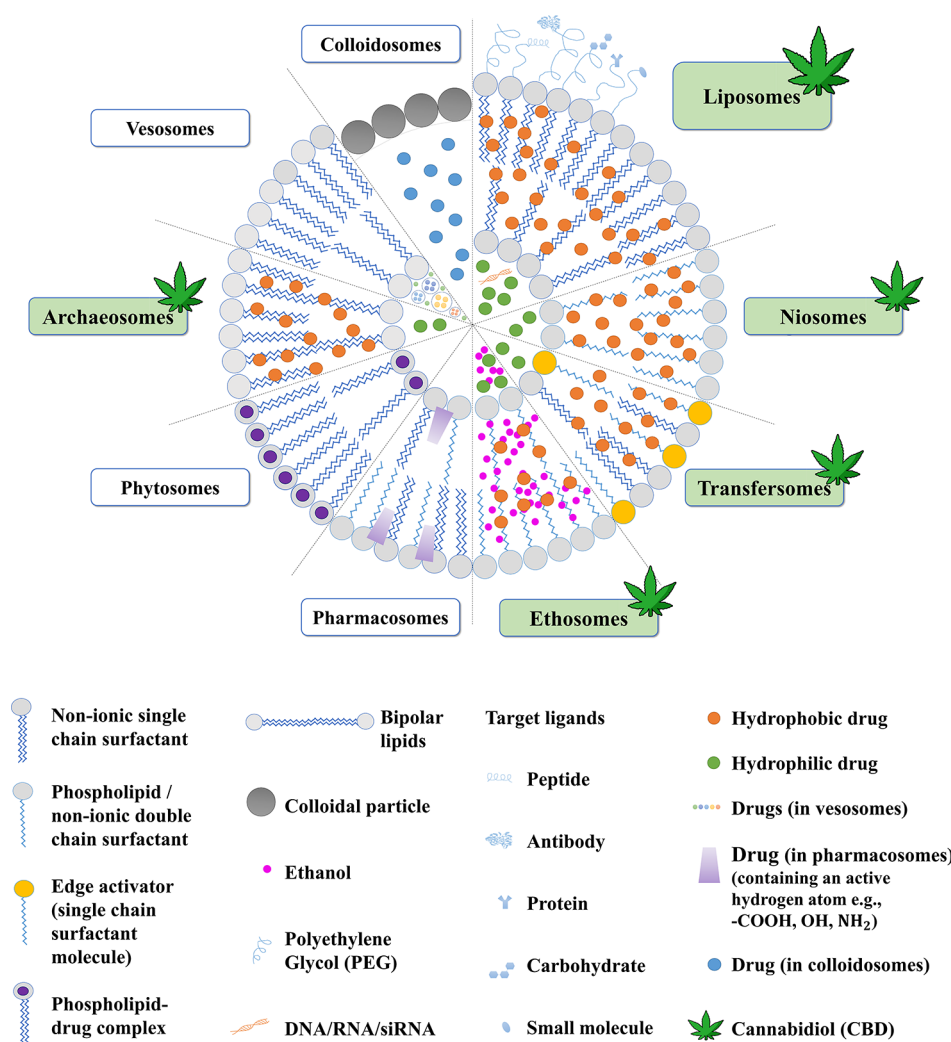 Colloidosomes
Liposomes
Vesosomes
Archaeosomes
Niosomes
Phytosomes
Transfersomes
Pharmacosomes
Ethosomes
Non-ionic single
chain surfactant
Phospholipid /
non-ionic double
chain surfactant
Edge activator
(single chain
surfactant
molecule)
Phospholipid-
drug complex
Bipolar
lipids
Colloidal particle
Ethanol
Polyethylene
Glycol (PEG)
DNA/RNA/siRNA
Target ligands
Peptide
Antibody
Protein
Carbohydrate
Small molecule
Hydrophobic drug
Hydrophilic drug
Drugs (in vesosomes)
Drug (in pharmacosomes)
(containing an active
hydrogen atom e.g.,
-COOH, OH, NH₂)
Drug (in colloidosomes)
Cannabidiol (CBD)